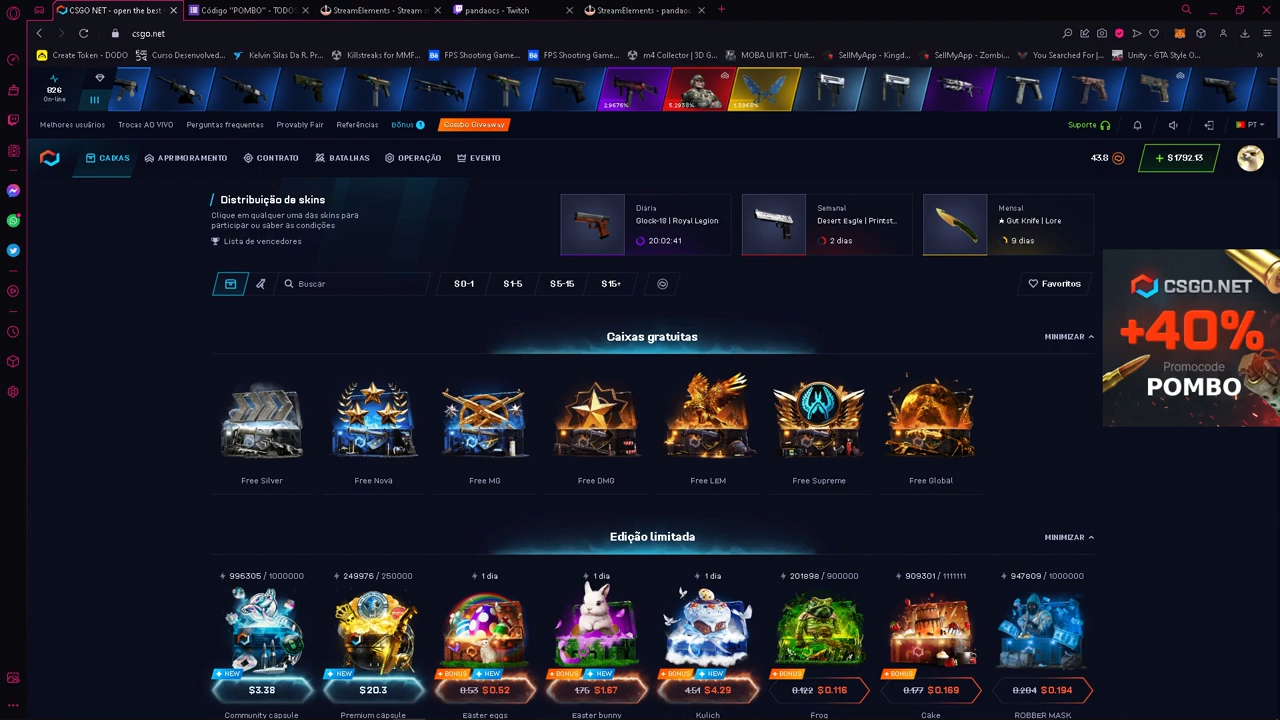 CSGO.NET - open the best
Código "POMBO" - TODOS
StreamElements - Stream s
pandaocs - Twitch
StreamElements - pandaoc
csgo.net
Create Token - DODO
Curso Desenvolved...
Kelvin Silas Da R. Pr...
Killstreaks for MMF...
FPS Shooting Game...
FPS Shooting Game...
m4 Collector | 3D G...
MOBA UI KIT - Unit...
SellMyApp - Kingd...
SellMyApp - Zombi...
You Searched For |...
Unity - GTA Style O...
826
On-line
2.9676%
5.2938%
1.3968%
Melhores usuários
Trocas AO VIVO
Perguntas frequentes
Provably Fair
Referências
Bônus
Combo Giveaway
Suporte
PT
CAIXAS
APRIMORAMENTO
CONTRATO
BATALHAS
OPERAÇÃO
EVENTO
43.8
+ $ 1792.13
Distribuição de skins
Clique em qualquer uma das skins para
participar ou saber as condições
Lista de vencedores
Diária
Glock-18 | Royal Legion
20:02:41
Semanal
Desert Eagle | Printst...
2 dias
Mensal
★ Gut Knife | Lore
9 dias
Buscar
$ 0-1
$ 1-5
$ 5-15
$ 15+
Favoritos
CSGO.NET
+40%
Promocode
POMBO
Caixas gratuitas
MINIMIZAR
Free Silver
Free Nova
Free MG
Free DMG
Free LEM
Free Supreme
Free Global
Edição limitada
MINIMIZAR
996305 / 1000000
249976 / 250000
1 dia
1 dia
1 dia
201898 / 900000
909301 / 1111111
947809 / 1000000
+ NEW
+ NEW
+ BONUS + NEW
+ BONUS + NEW
+ BONUS + NEW
+ BONUS
+ BONUS
$3.38
$20.3
0.53 $0.52
1.75 $1.67
4.51 $4.29
0.122 $0.116
0.177 $0.169
0.204 $0.194
Community capsule
Premium capsule
Easter eggs
Easter bunny
Kulich
Frog
Cake
ROBBER MASK